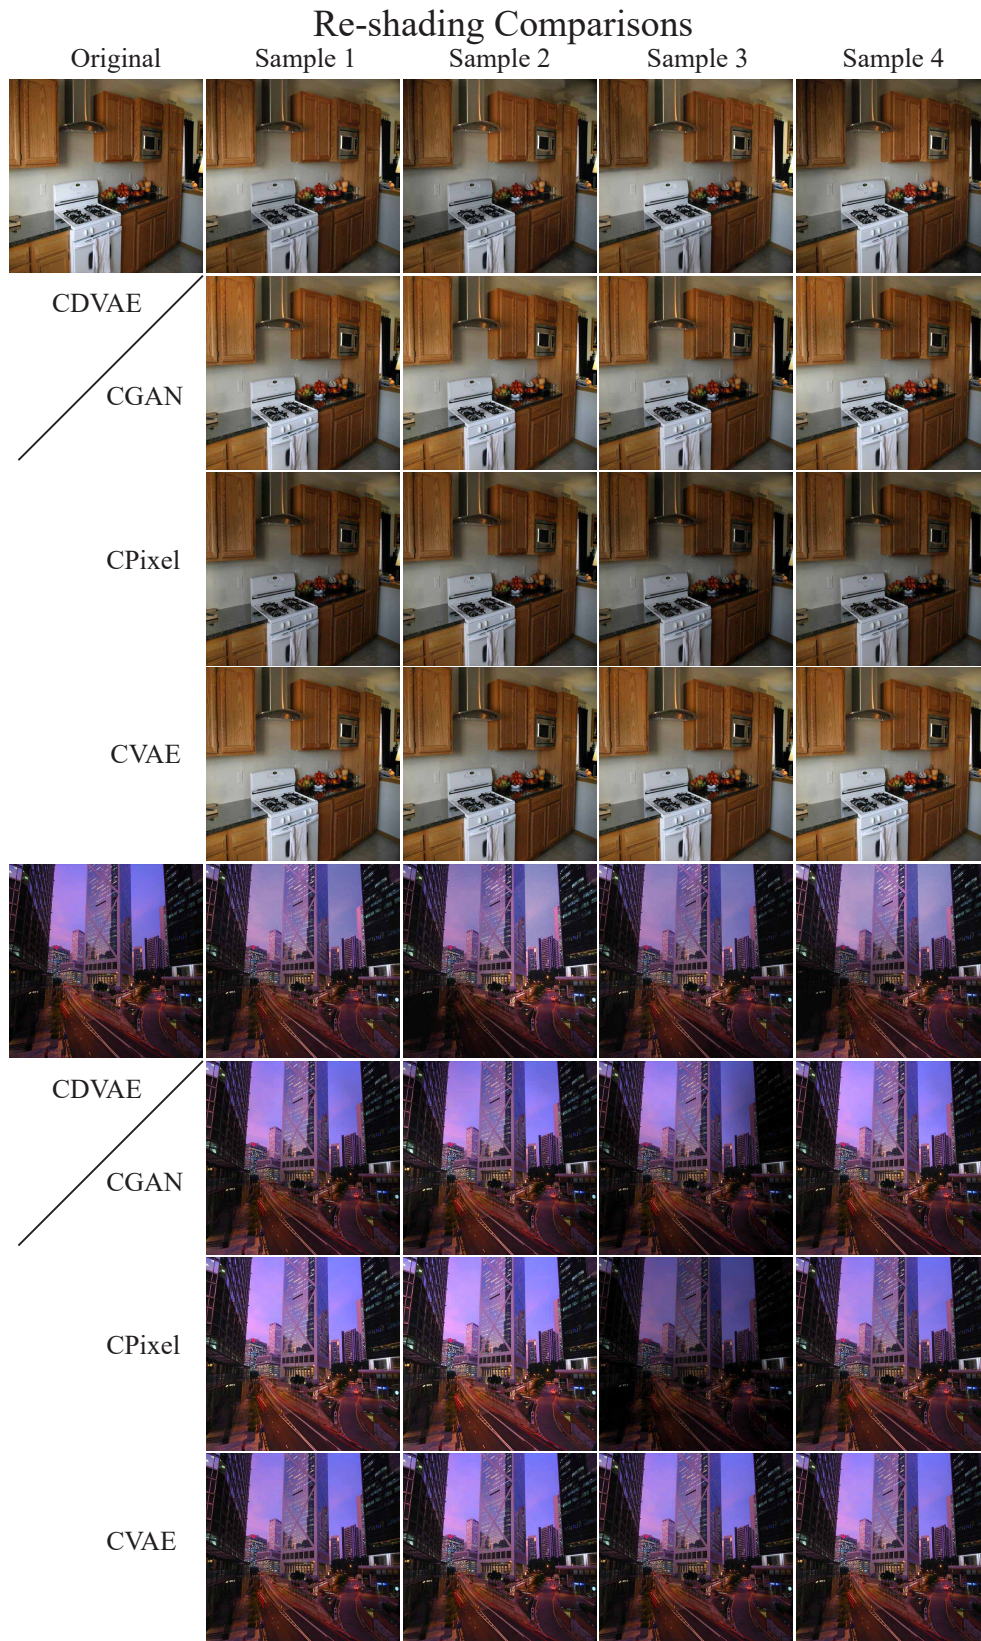 Re-shading Comparisons
Original Sample 1 Sample 2 Sample 3 Sample 4
CDVAE
CGAN
CPixel
CVAE
CDVAE
CGAN
CPixel
CVAE